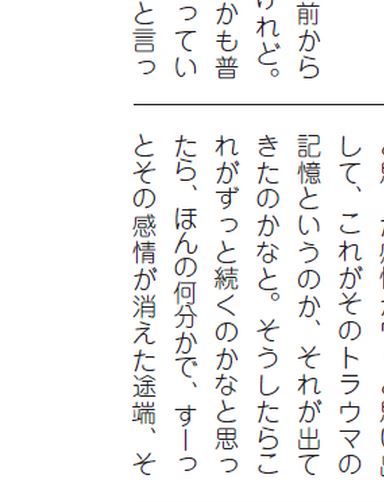 前から
けれど。
かも普
ってい
と言っ
して、これがそのトラウマの
記憶というのか、それが出て
きたのかなと。そうしたらこ
れがずっと続くのかなと思っ
たら、ほんの何分かで、すーっ
とその感情が消えた途端、そ